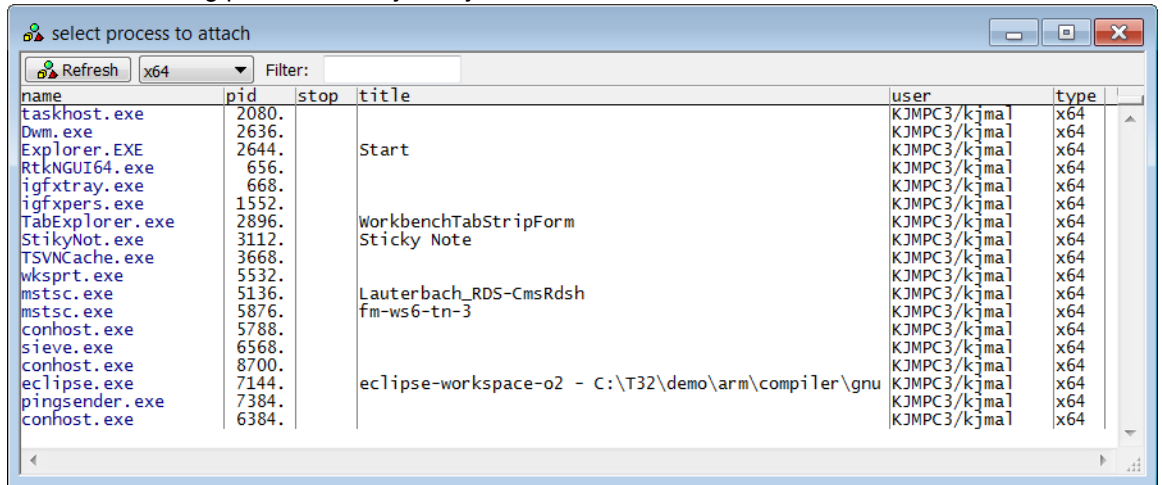 select process to attach
Refresh x64 Filter:
name pid stop title user type
taskhost.exe 2080. KJMPC3/kjmal x64
Dwm.exe 2636. KJMPC3/kjmal x64
Explorer.EXE 2644. Start KJMPC3/kjmal x64
RtkNGUI64.exe 656. KJMPC3/kjmal x64
igfxtray.exe 668. KJMPC3/kjmal x64
igfxpers.exe 1552. KJMPC3/kjmal x64
TabExplorer.exe 2896. WorkbenchTabStripForm KJMPC3/kjmal x64
StikyNot.exe 3112. Sticky Note KJMPC3/kjmal x64
TSVNCache.exe 3668. KJMPC3/kjmal x64
wksprt.exe 5532. KJMPC3/kjmal x64
mstsc.exe 5136. Lauterbach_RDS-CmsRdsh KJMPC3/kjmal x64
mstsc.exe 5876. fm-ws6-tn-3 KJMPC3/kjmal x64
conhost.exe 5788. KJMPC3/kjmal x64
sieve.exe 6568. KJMPC3/kjmal x64
conhost.exe 8700. KJMPC3/kjmal x64
eclipse.exe 7144. eclipse-workspace-o2 - C:\T32\demo\arm\compiler\gnu KJMPC3/kjmal x64
pingsender.exe 7384. KJMPC3/kjmal x64
conhost.exe 6384. KJMPC3/kjmal x64